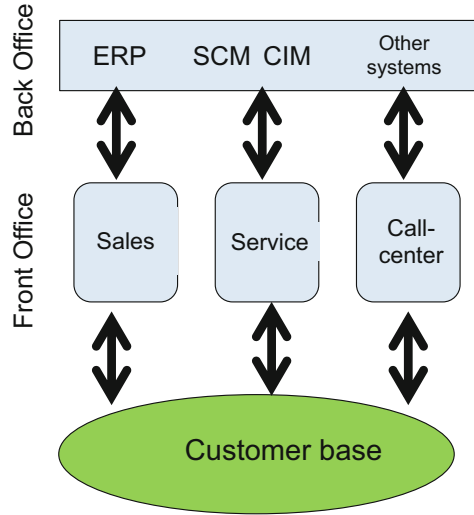 Back Office
ERP
SCM CIM
Other
systems
Front Office
Sales
Service
Call-
center
Customer base